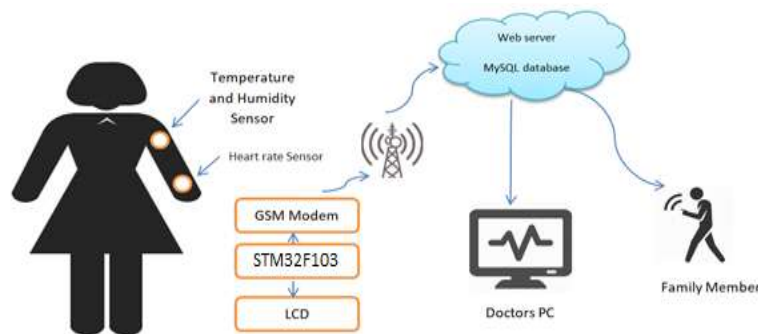 Web server
MySQL database
Temperature
and Humidity
Sensor
Heart rate Sensor
GSM Modem
STM32F103
LCD
Doctors PC
Family Member